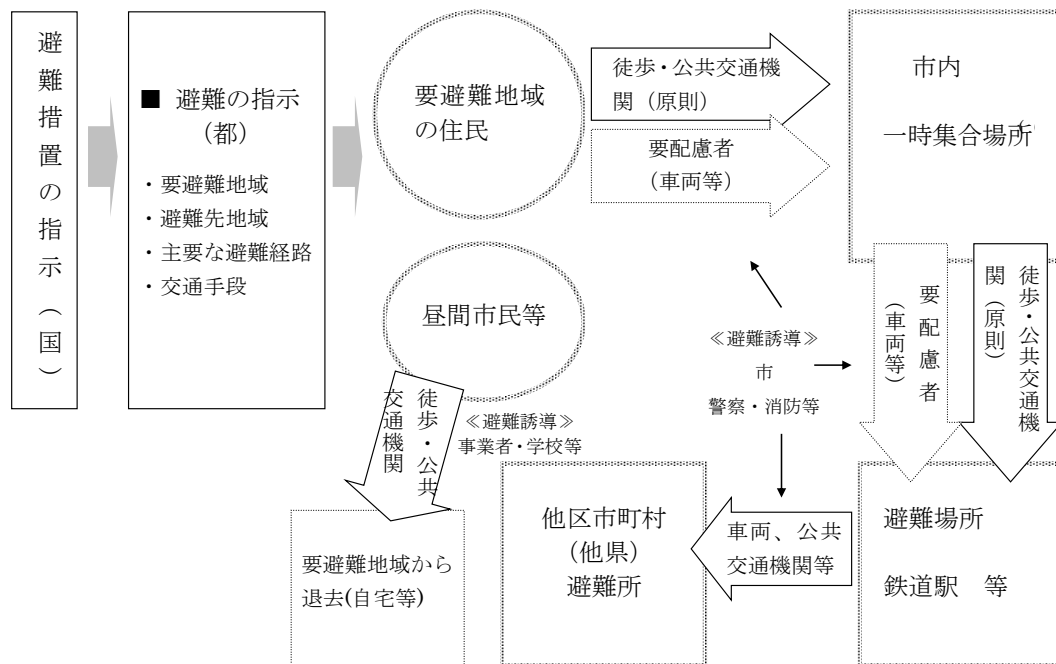 避難措置の指示(国)
■ 避難の指示
(都)
・要避難地域
・避難先地域
・主要な避難経路
・交通手段
要避難地域
の住民
徒歩・公共交通機
関(原則)
要配慮者
(車両等)
市内
一時集合場所
昼間市民等
徒歩・公共
交通機関
≪避難誘導≫
事業者・学校等
要避難地域から
退去(自宅等)
≪避難誘導≫
市
警察・消防等
要配慮者
(車両等)
徒歩・公共交通機
関(原則)
避難場所
鉄道駅 等
車両、公共
交通機関等
他区市町村
(他県)
避難所